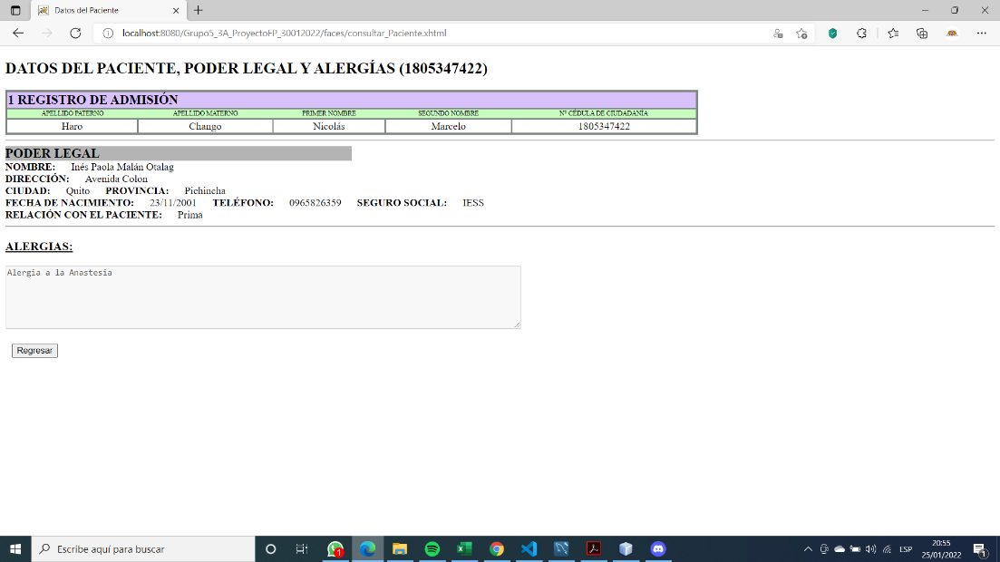 Datos del Paciente
localhost:8080/Grupo5_3A_ProyectoFP_30012022/faces/consultar_Paciente.xhtml
DATOS DEL PACIENTE, PODER LEGAL Y ALERGÍAS (1805347422)
1 REGISTRO DE ADMISIÓN
APELLIDO PATERNO APELLIDO MATERNO PRIMER NOMBRE SEGUNDO NOMBRE N° CÉDULA DE CIUDADANÍA
Haro Chango Nicolás Marcelo 1805347422
PODER LEGAL
NOMBRE: Inés Paola Malán Otalag
DIRECCIÓN: Avenida Colon
CIUDAD: Quito PROVINCIA: Pichincha
FECHA DE NACIMIENTO: 23/11/2001 TELÉFONO: 0965826359 SEGURO SOCIAL: IESS
RELACIÓN CON EL PACIENTE: Prima
ALERGIAS:
Alergia a la Anastesia
Regresar
Escribe aquí para buscar
1
ESP
20:55
25/01/2022
1